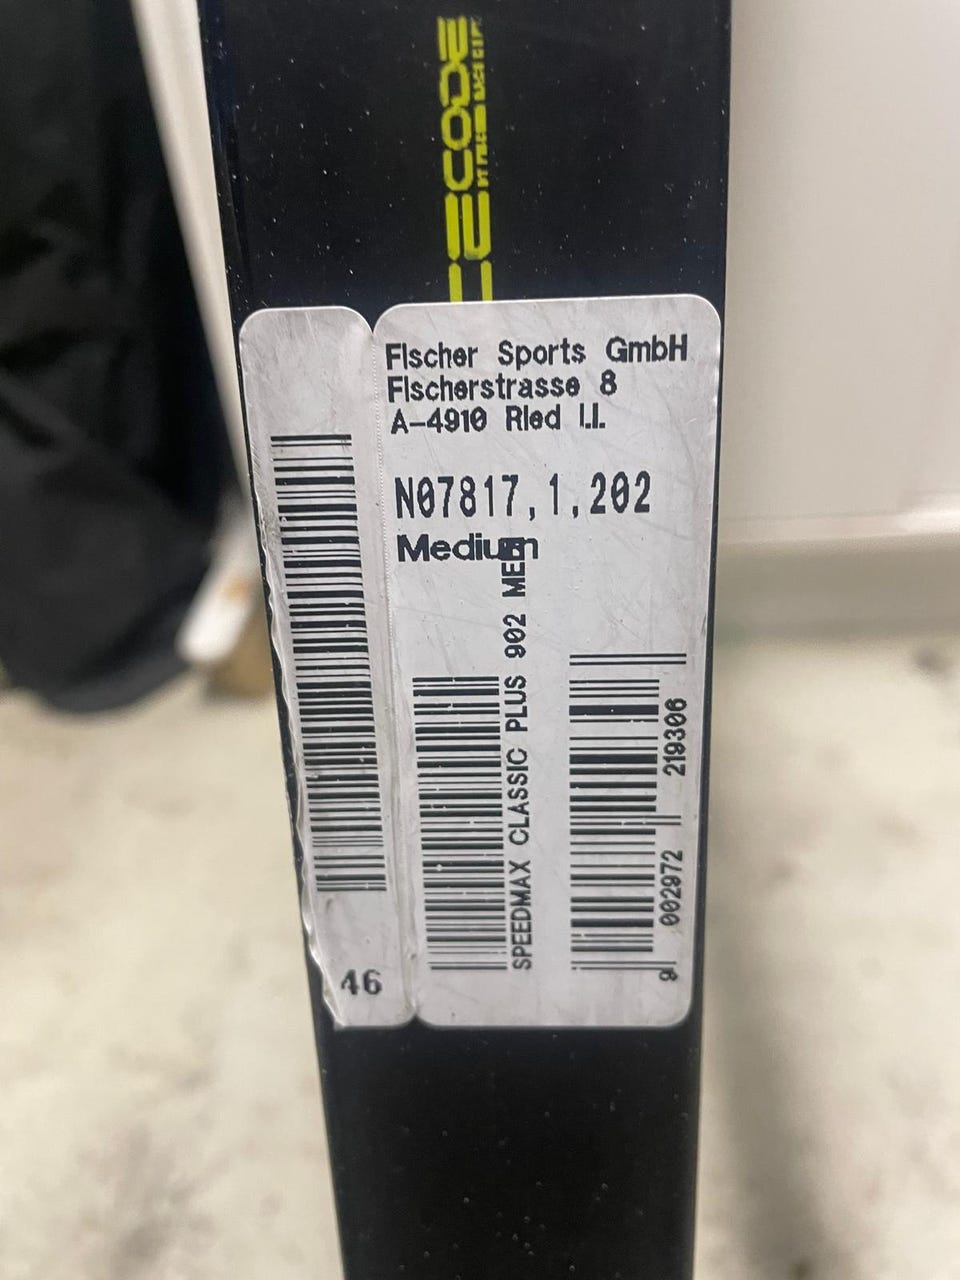 ECODE
Fischer Sports GmbH
Fischerstrasse 8
A-4910 Ried I.I.
N07817,1,202
Medium
SPEEDMAX CLASSIC PLUS 902 MED
9 002972 219306
46